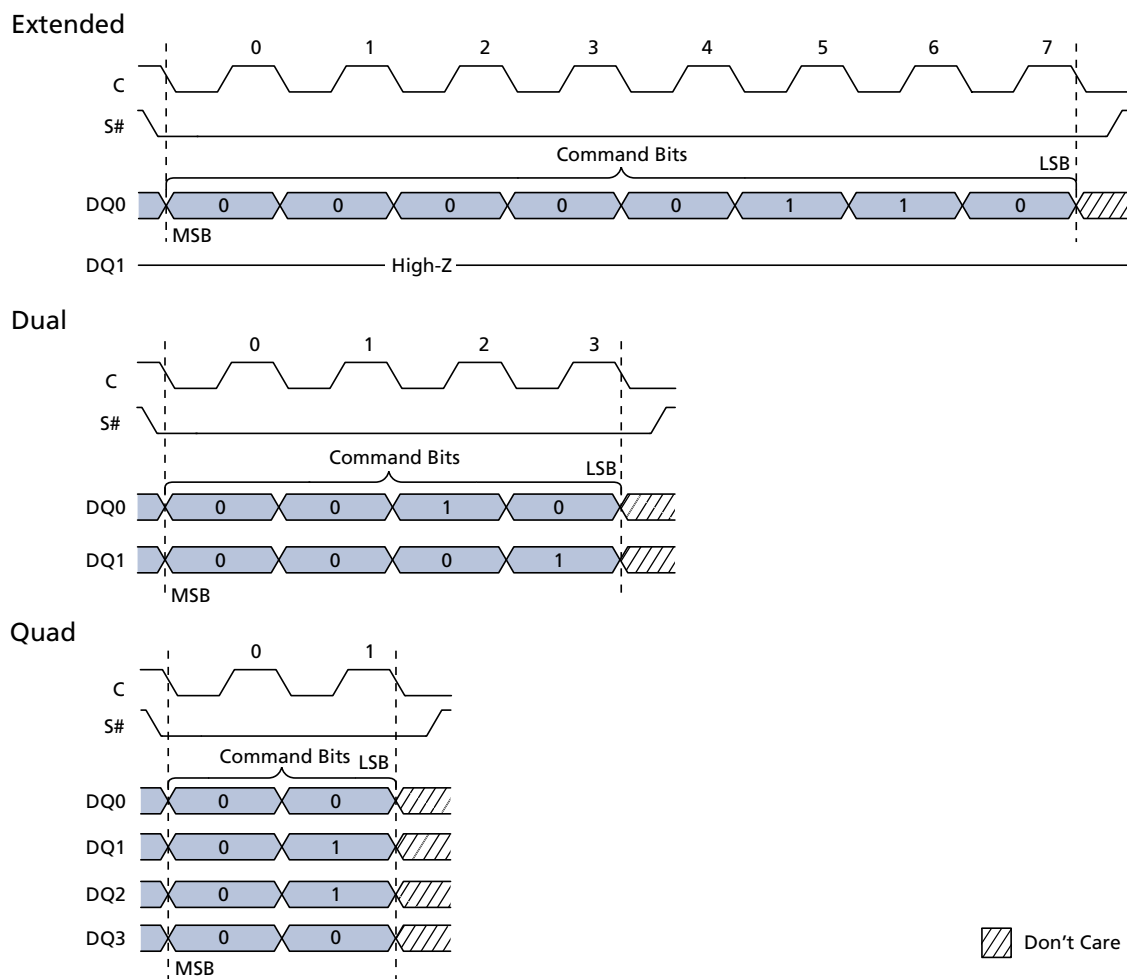 Extended
0 1 2 3 4 5 6 7
C
S#
Command Bits LSB
DQ0 0 0 0 0 0 1 1 0
MSB
DQ1 High-Z
Dual
0 1 2 3
C
S#
Command Bits LSB
DQ0 0 0 1 0
DQ1 0 0 0 1
MSB
Quad
0 1
C
S#
Command Bits LSB
DQ0 0 0
DQ1 0 1
DQ2 0 1
DQ3 0 0
MSB
Don't Care